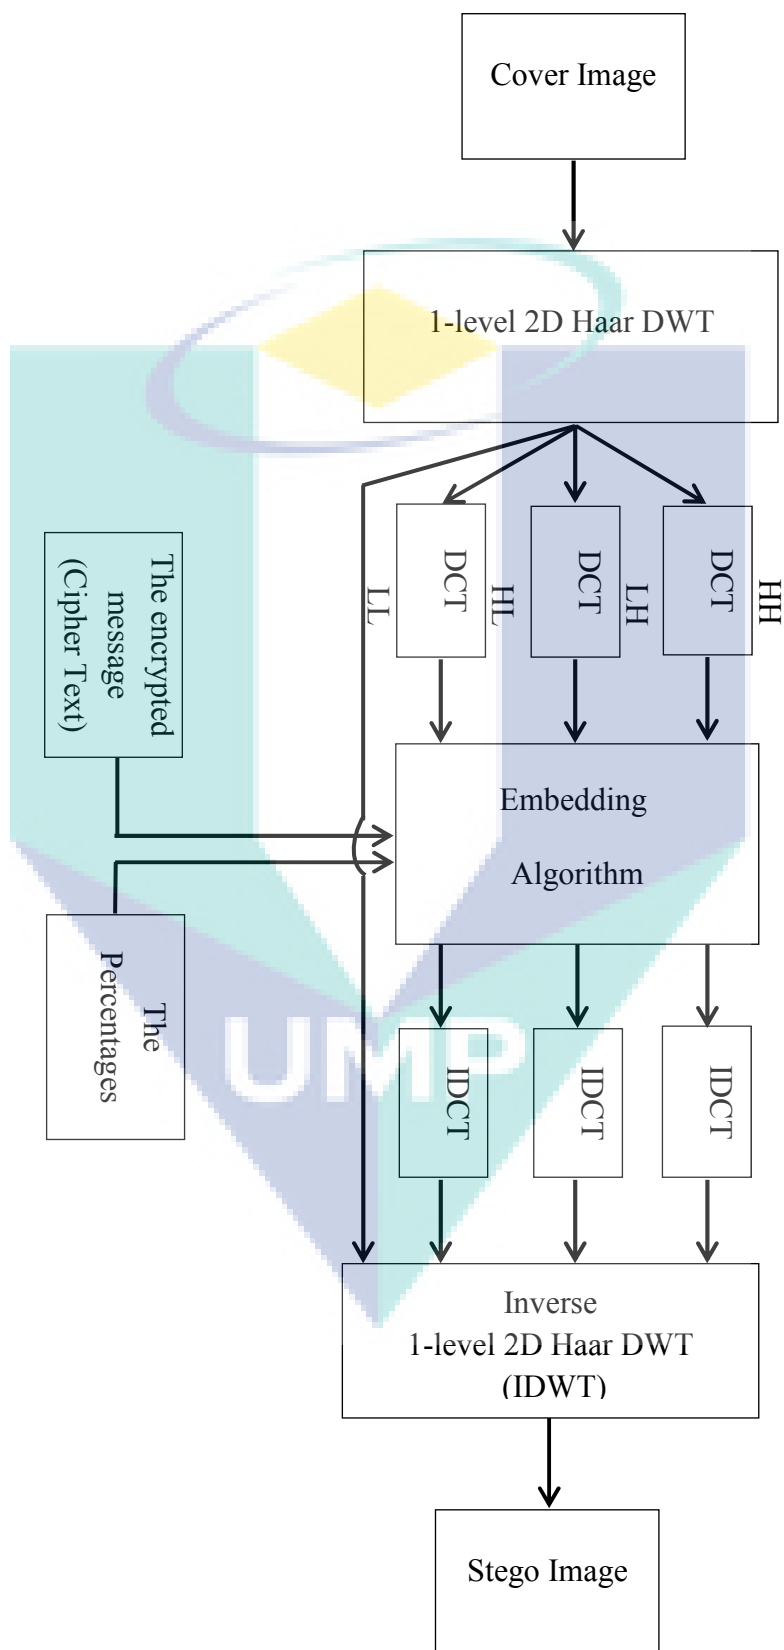 Cover Image
1-level 2D Haar DWT
LL
DCT
HL
DCT
LH
DCT
HH
The encrypted
message
(Cipher Text)
Embedding
Algorithm
The
Percentages
UMP
IDCT
IDCT
IDCT
Inverse
1-level 2D Haar DWT
(IDWT)
Stego Image